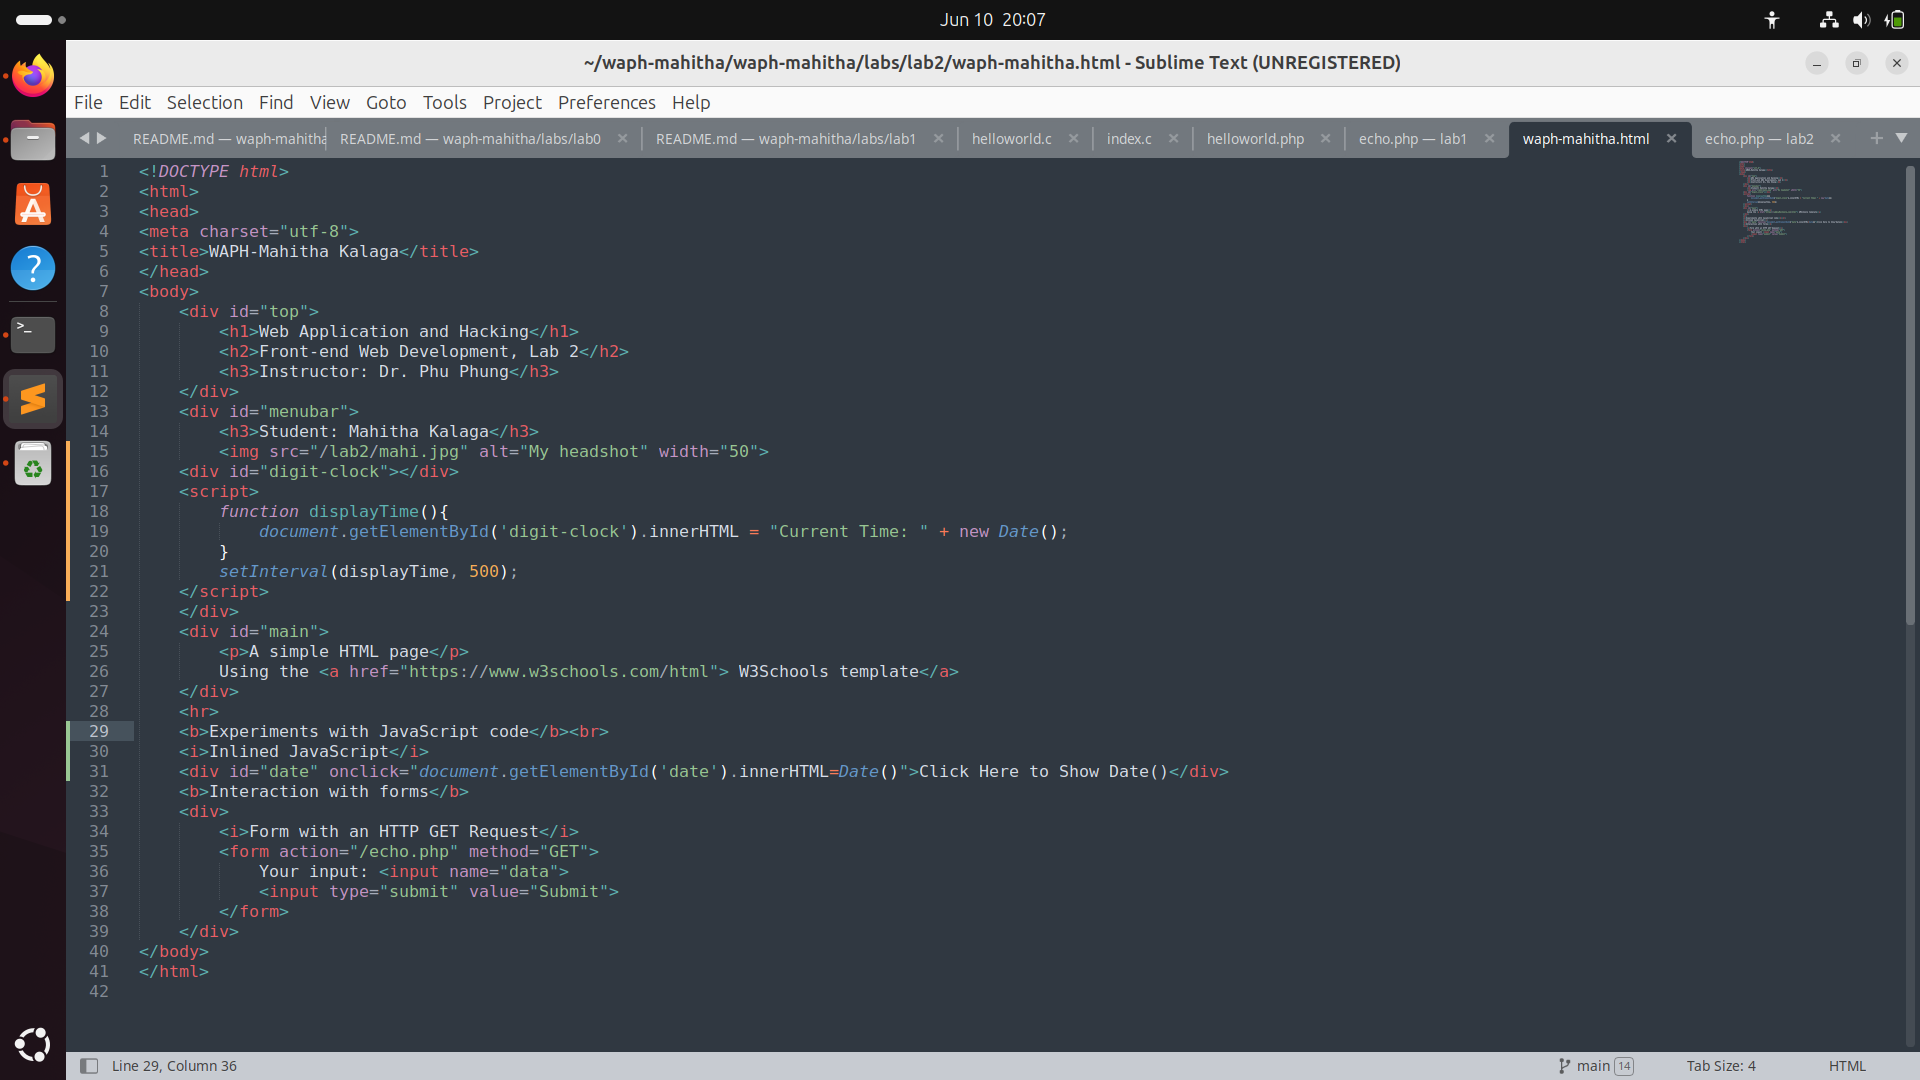 Jun 10 20:07
~/waph-mahitha/waph-mahitha/labs/lab2/waph-mahitha.html - Sublime Text (UNREGISTERED)
File Edit Selection Find View Goto Tools Project Preferences Help
README.md — waph-mahitha README.md — waph-mahitha/labs/lab0 README.md — waph-mahitha/labs/lab1 helloworld.c index.c helloworld.php echo.php — lab1 waph-mahitha.html echo.php — lab2
1 <!DOCTYPE html>
2 <html>
3 <head>
4 <meta charset="utf-8">
5 <title>WAPH-Mahitha Kalaga</title>
6 </head>
7 <body>
8 <div id="top">
9 <h1>Web Application and Hacking</h1>
10 <h2>Front-end Web Development, Lab 2</h2>
11 <h3>Instructor: Dr. Phu Phung</h3>
12 </div>
13 <div id="menubar">
14 <h3>Student: Mahitha Kalaga</h3>
15 <img src="/lab2/mahi.jpg" alt="My headshot" width="50">
16 <div id="digit-clock"></div>
17 <script>
18 function displayTime(){
19 document.getElementById('digit-clock').innerHTML = "Current Time: " + new Date();
20 }
21 setInterval(displayTime, 500);
22 </script>
23 </div>
24 <div id="main">
25 <p>A simple HTML page</p>
26 Using the <a href="https://www.w3schools.com/html"> W3Schools template</a>
27 </div>
28 <hr>
29 <b>Experiments with JavaScript code</b><br>
30 <i>Inlined JavaScript</i>
31 <div id="date" onclick="document.getElementById('date').innerHTML=Date()">Click Here to Show Date()</div>
32 <b>Interaction with forms</b>
33 <div>
34 <i>Form with an HTTP GET Request</i>
35 <form action="/echo.php" method="GET">
36 Your input: <input name="data">
37 <input type="submit" value="Submit">
38 </form>
39 </div>
40 </body>
41 </html>
42
Line 29, Column 36 main 14 Tab Size: 4 HTML